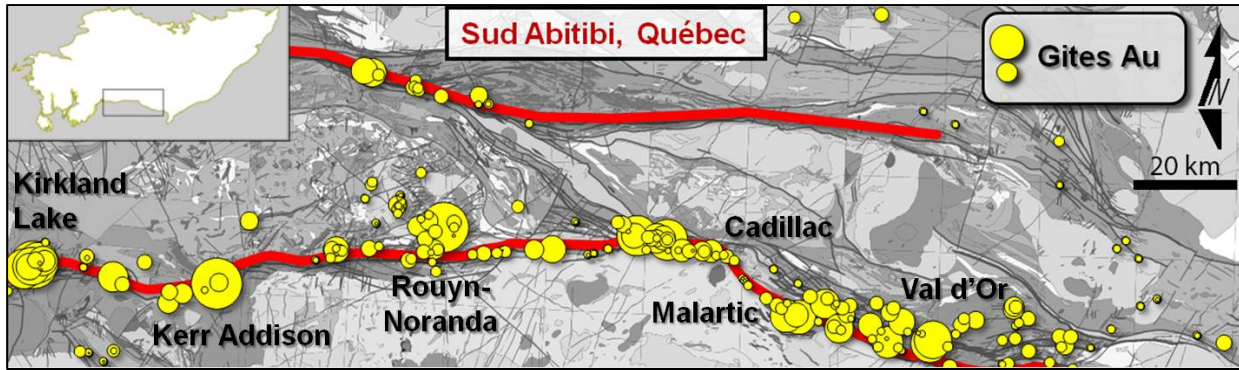 Sud Abitibi, Québec
Gites Au
N
20 km
Kirkland
Lake
Cadillac
Rouyn-
Noranda
Val d'Or
Malartic
Kerr Addison